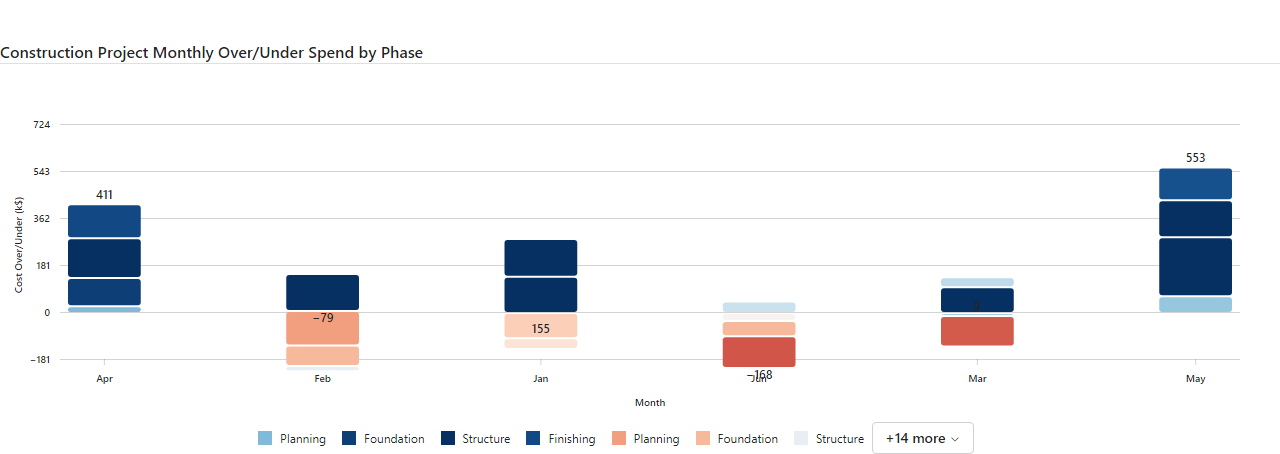 Construction Project Monthly Over/Under Spend by Phase
724
543
362
181
0
−181
Cost Over/Under (k$)
411
−79
155
−168
553
Apr
Feb
Jan
Jun
Mar
May
Month
Planning
Foundation
Structure
Finishing
Planning
Foundation
Structure
+14 more